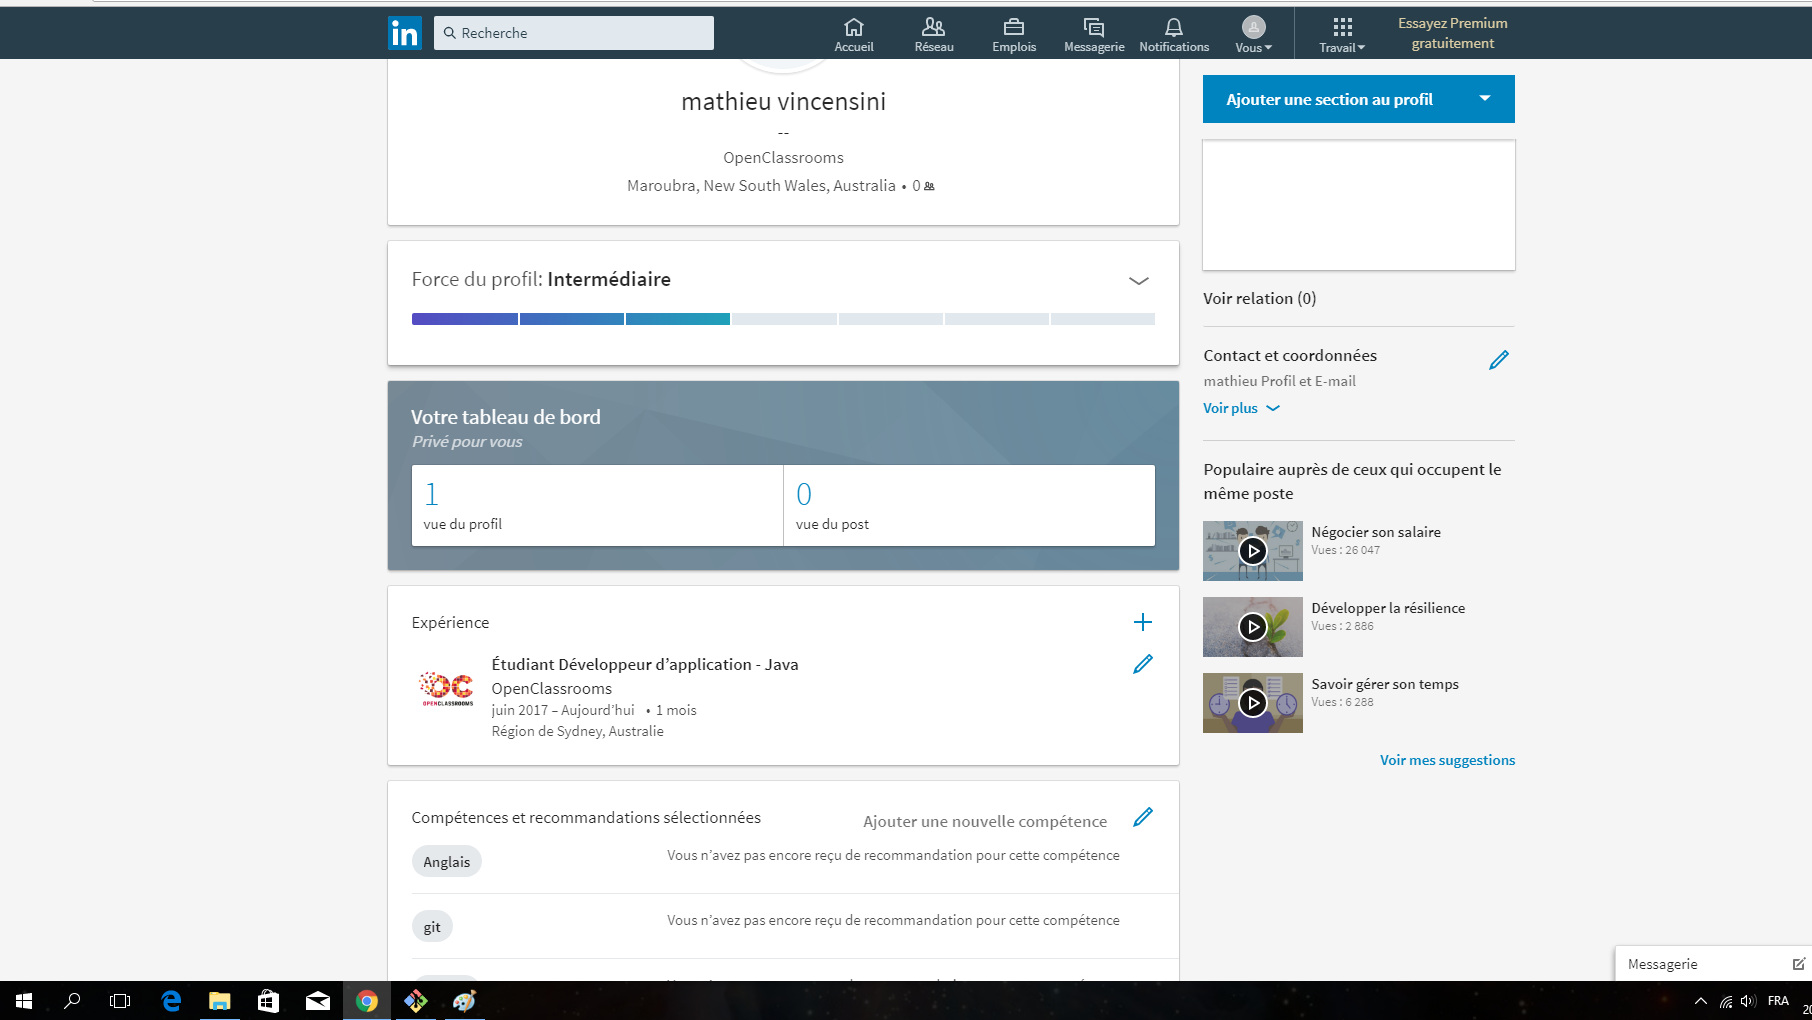 in
Recherche
Accueil
Réseau
Emplois
Messagerie
Notifications
Vous
Travail
Essayez Premium
gratuitement
mathieu vincensini
--
OpenClassrooms
Maroubra, New South Wales, Australia • 0
Force du profil: Intermédiaire
Votre tableau de bord
Privé pour vous
1
vue du profil
0
vue du post
Expérience
Étudiant Développeur d’application - Java
OC
OPENCLASSROOMS
OpenClassrooms
juin 2017 – Aujourd’hui • 1 mois
Région de Sydney, Australie
Compétences et recommandations sélectionnées
Ajouter une nouvelle compétence
Anglais
Vous n’avez pas encore reçu de recommandation pour cette compétence
git
Vous n’avez pas encore reçu de recommandation pour cette compétence
Ajouter une section au profil
Voir relation (0)
Contact et coordonnées
mathieu Profil et E-mail
Voir plus
Populaire auprès de ceux qui occupent le
même poste
Négocier son salaire
Vues : 26 047
Développer la résilience
Vues : 2 886
Savoir gérer son temps
Vues : 6 288
Voir mes suggestions
Messagerie
FRA
20